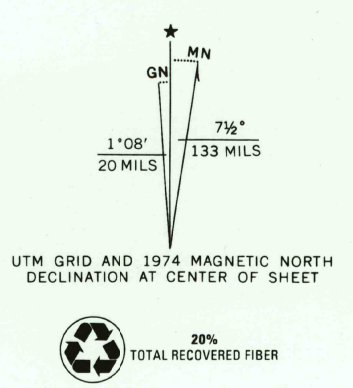 ★
MN
GN
1°08′
20 MILS
7½°
133 MILS
UTM GRID AND 1974 MAGNETIC NORTH
DECLINATION AT CENTER OF SHEET
20%
TOTAL RECOVERED FIBER